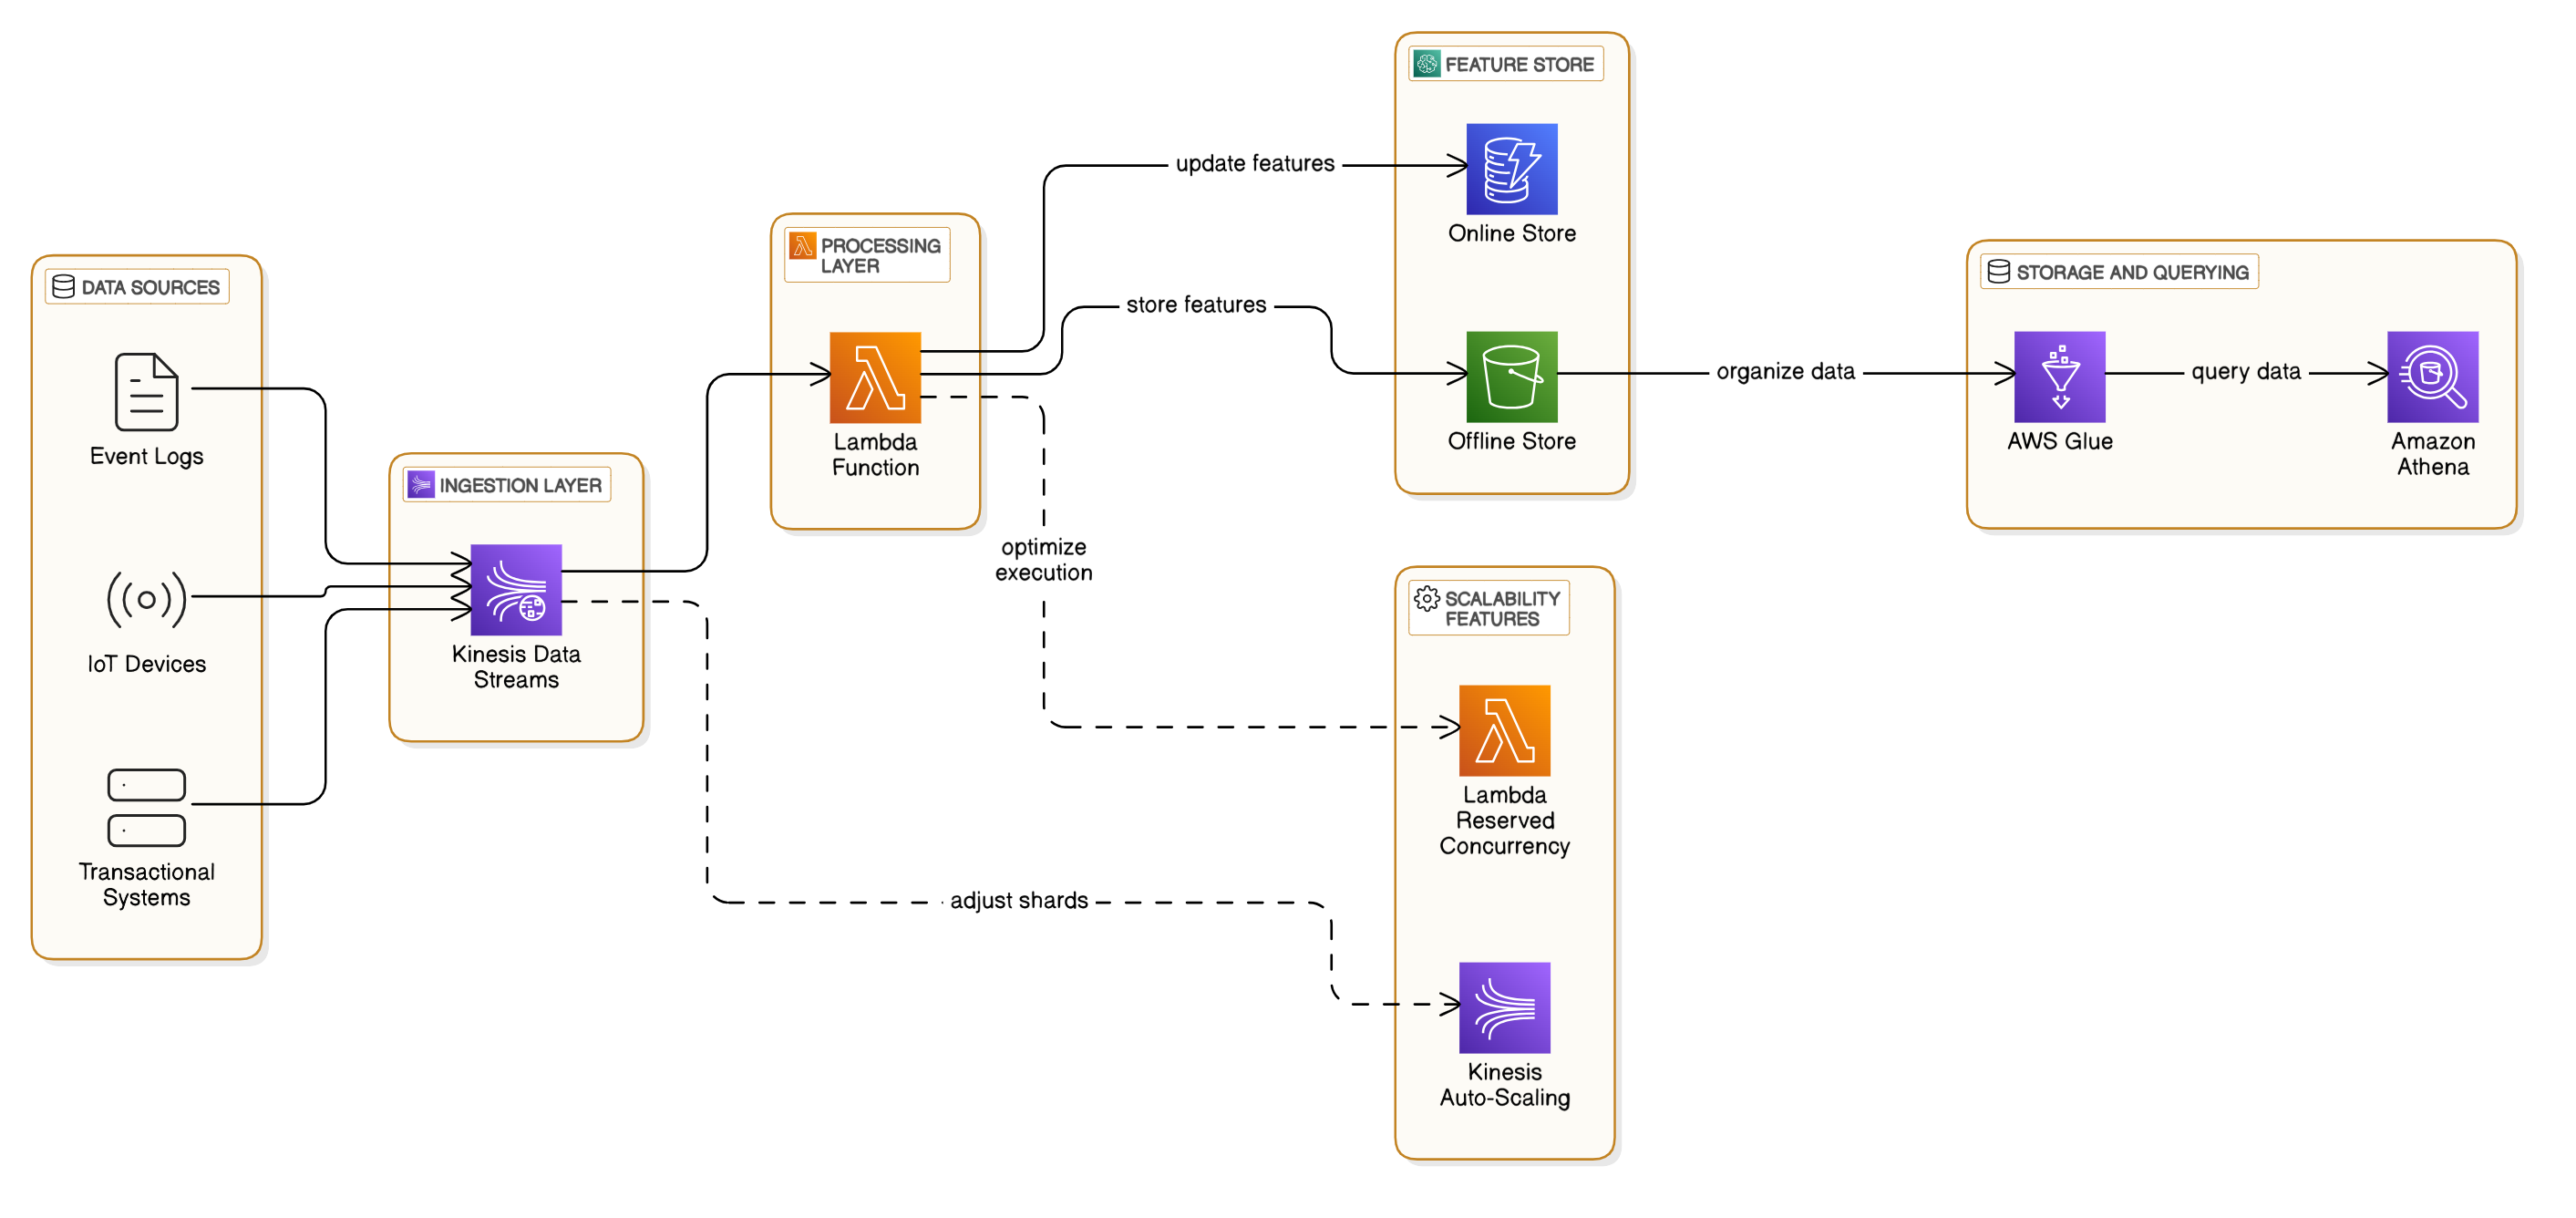 DATA SOURCES
Event Logs
IoT Devices
Transactional
Systems
INGESTION LAYER
Kinesis Data
Streams
PROCESSING
LAYER
Lambda
Function
update features
store features
optimize
execution
adjust shards
FEATURE STORE
Online Store
Offline Store
SCALABILITY
FEATURES
Lambda
Reserved
Concurrency
Kinesis
Auto-Scaling
organize data
STORAGE AND QUERYING
AWS Glue
query data
Amazon
Athena